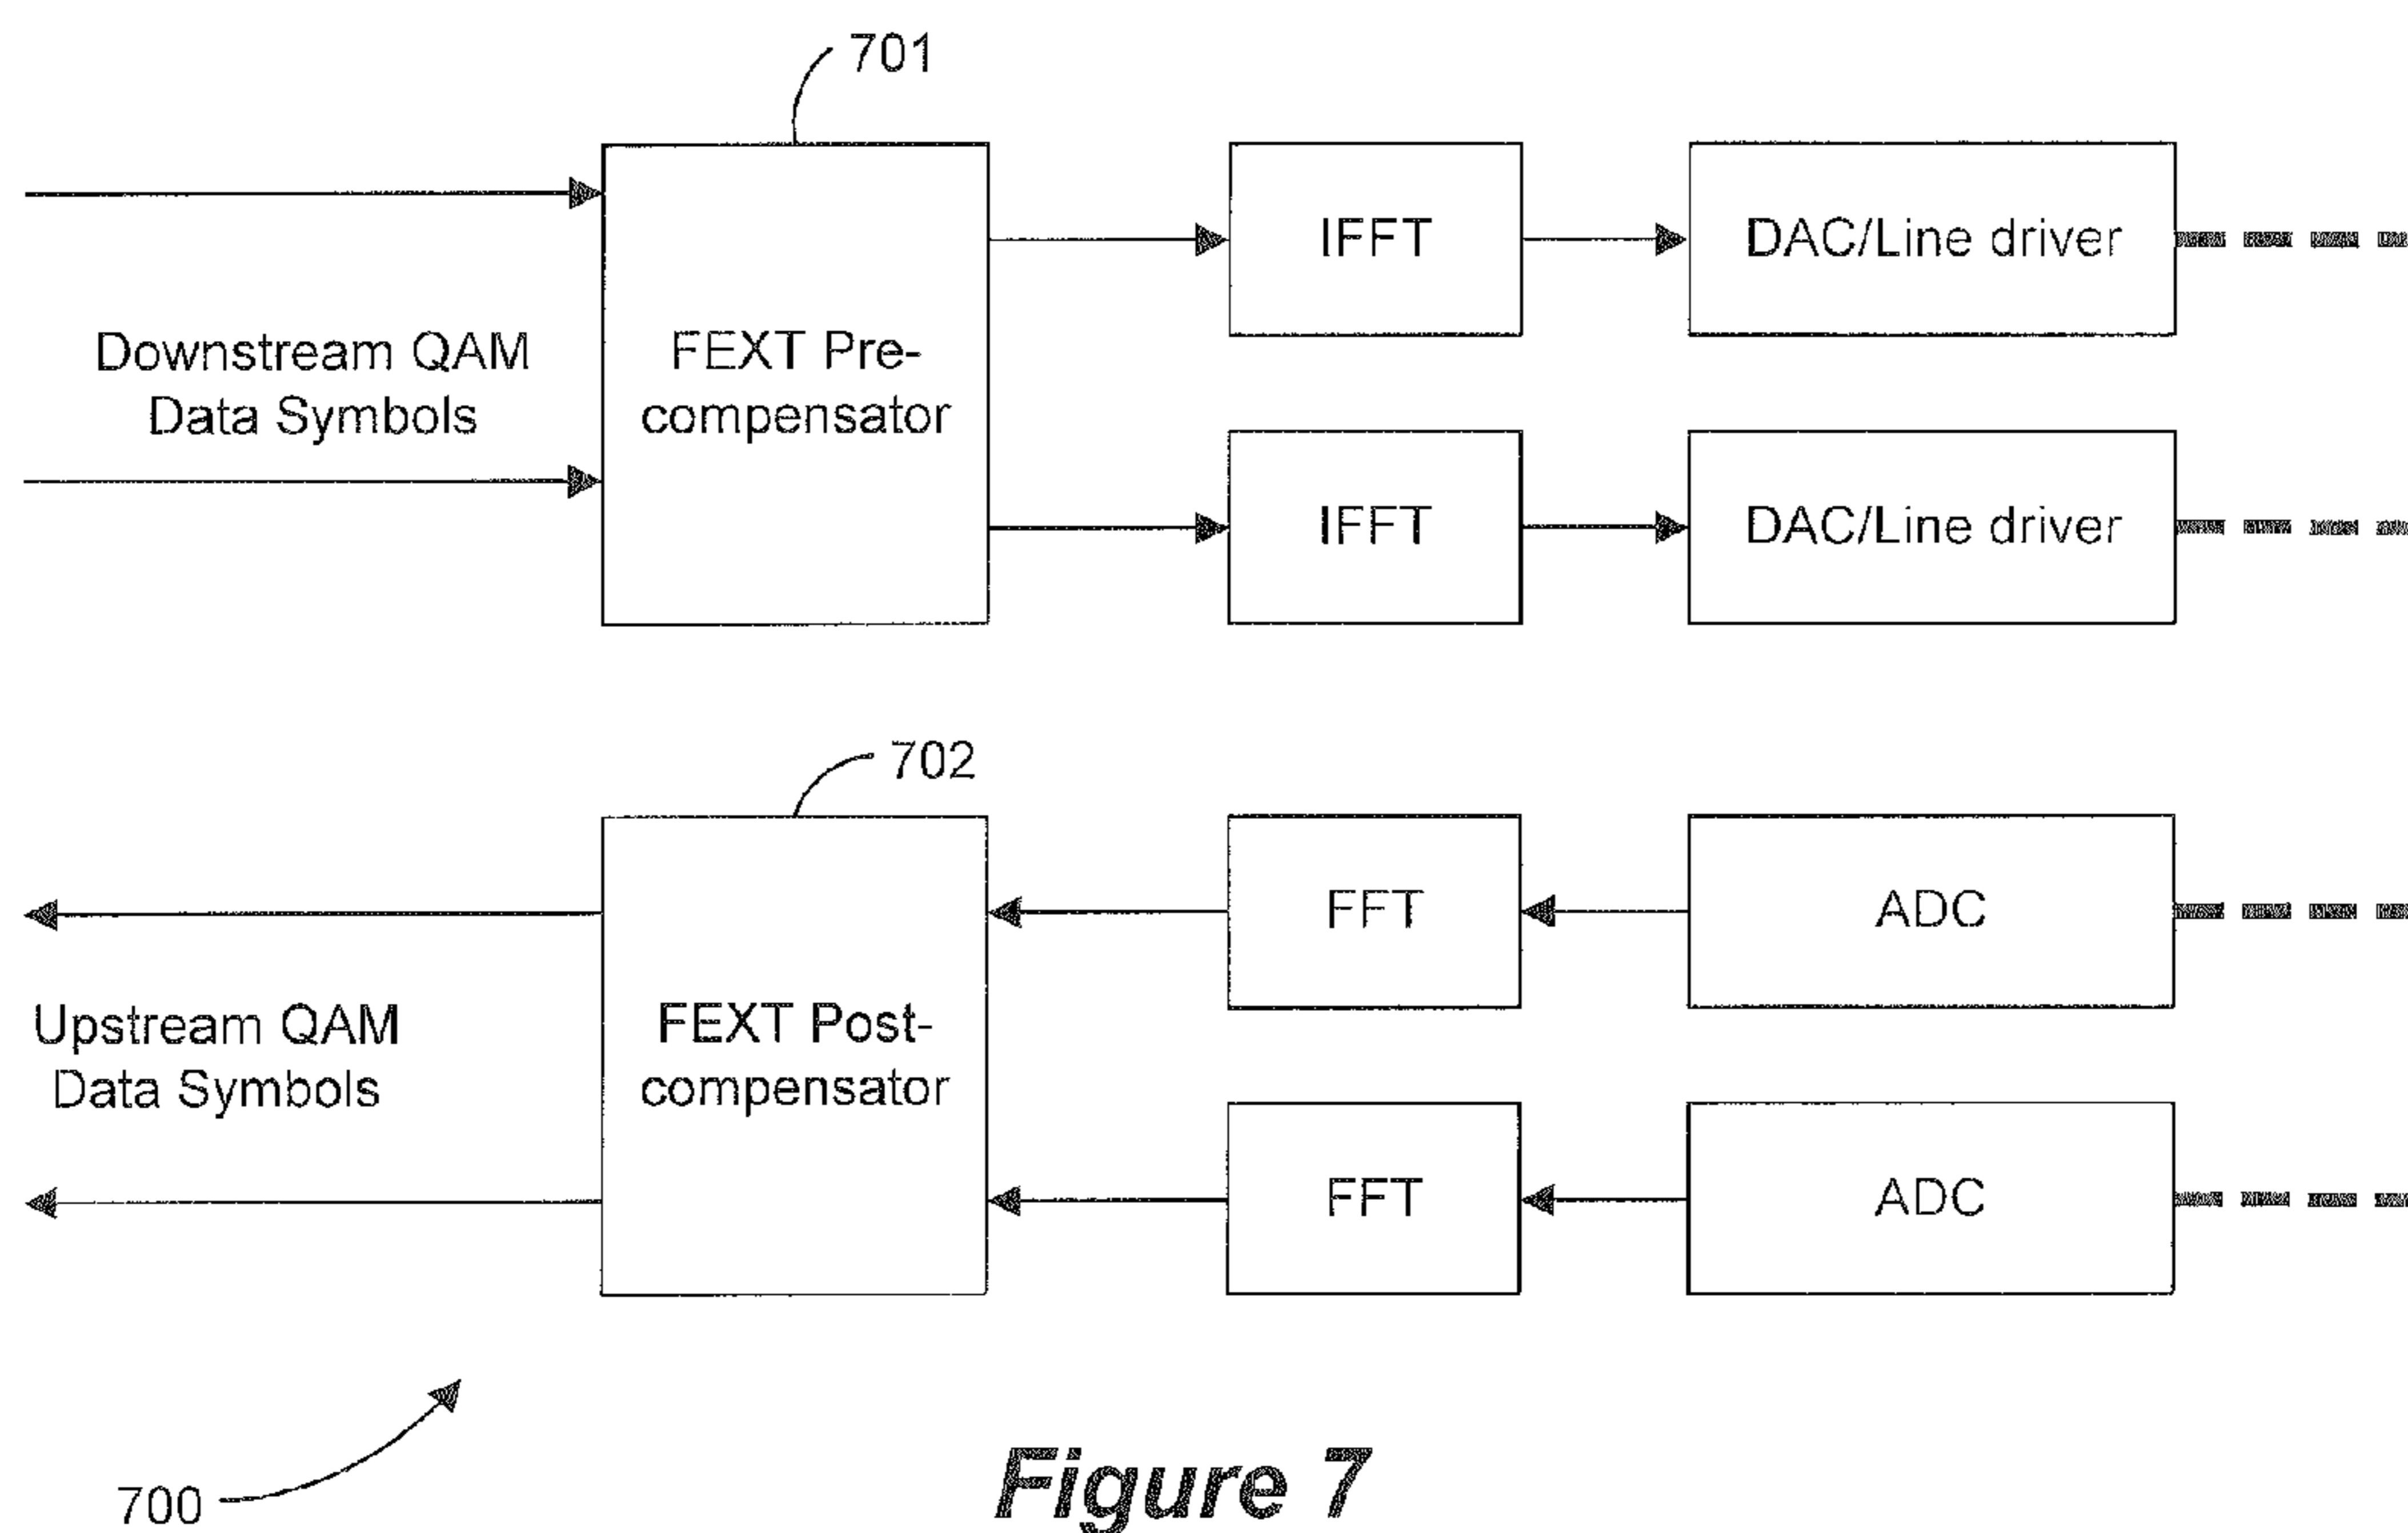 701
Downstream QAM
Data Symbols
FEXT Pre-
compensator
IFFT
DAC/Line driver
IFFT
DAC/Line driver
702
Upstream QAM
Data Symbols
FEXT Post-
compensator
FFT
ADC
FFT
ADC
700
Figure 7